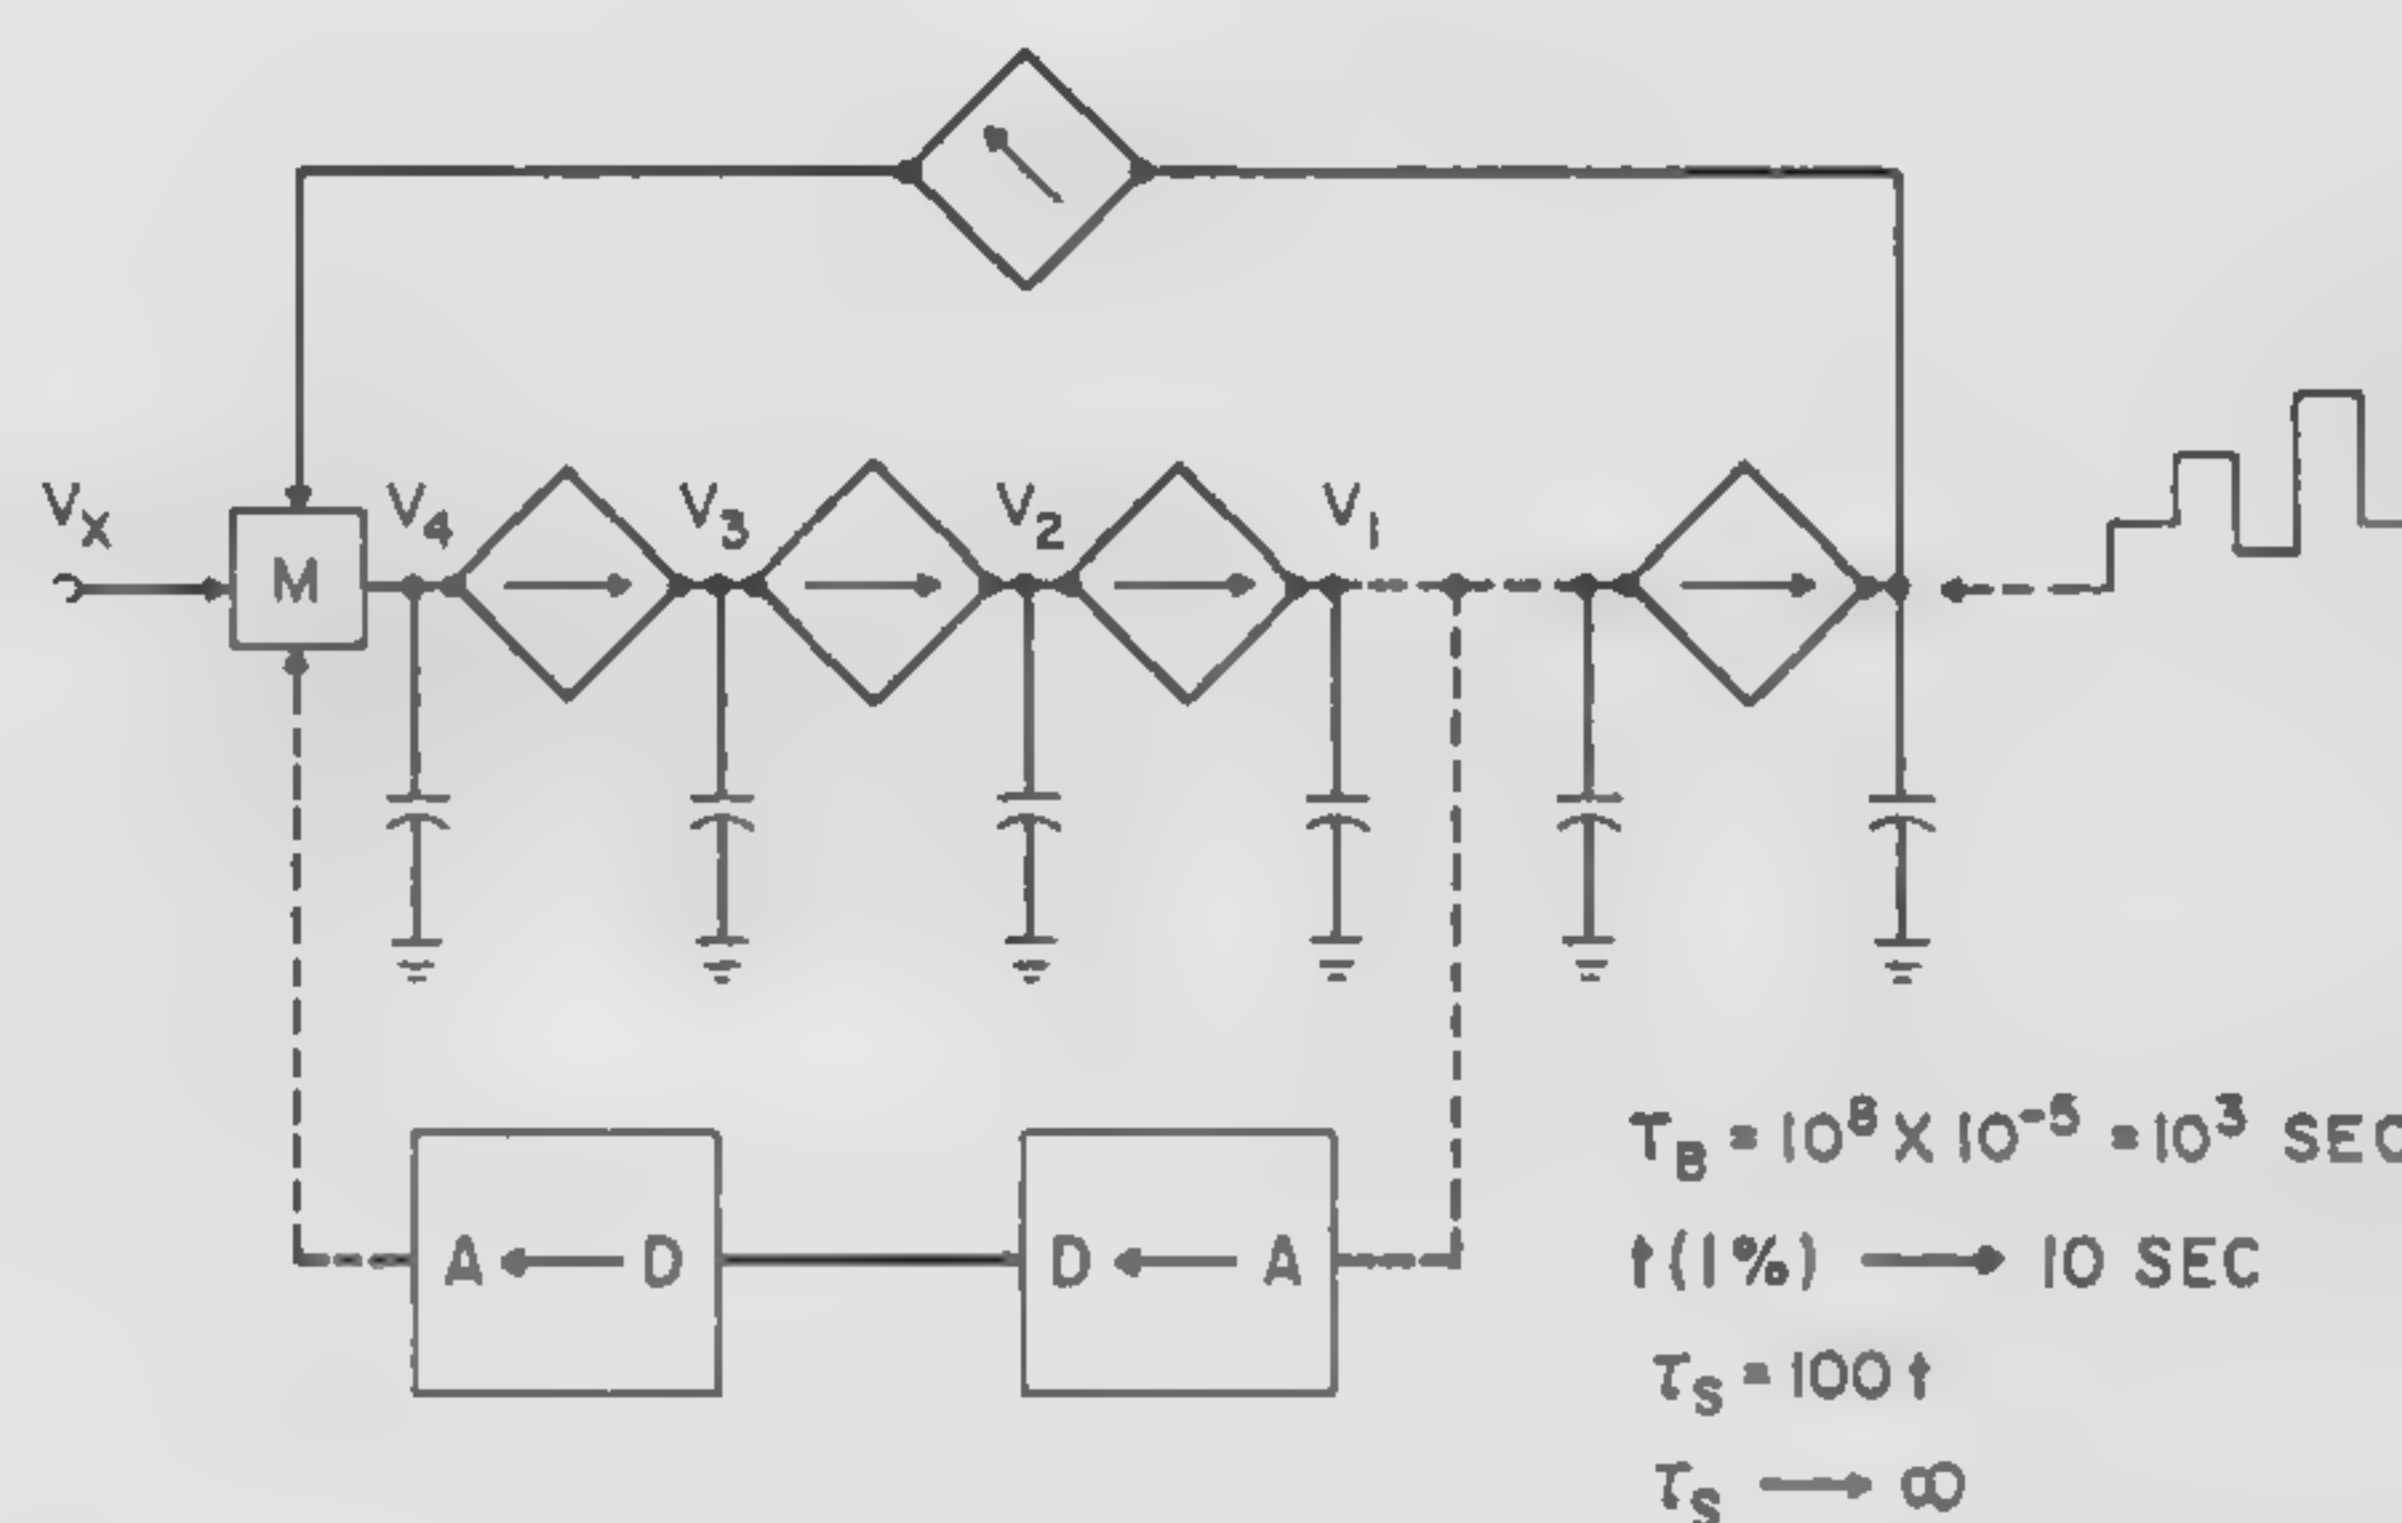 Vx
M
V4
V3
V2
V1
A ← D
D ← A
TB = 10⁸ X 10⁻⁵ = 10³ SEC
t (1%) → 10 SEC
τS = 100 t
τS → ∞